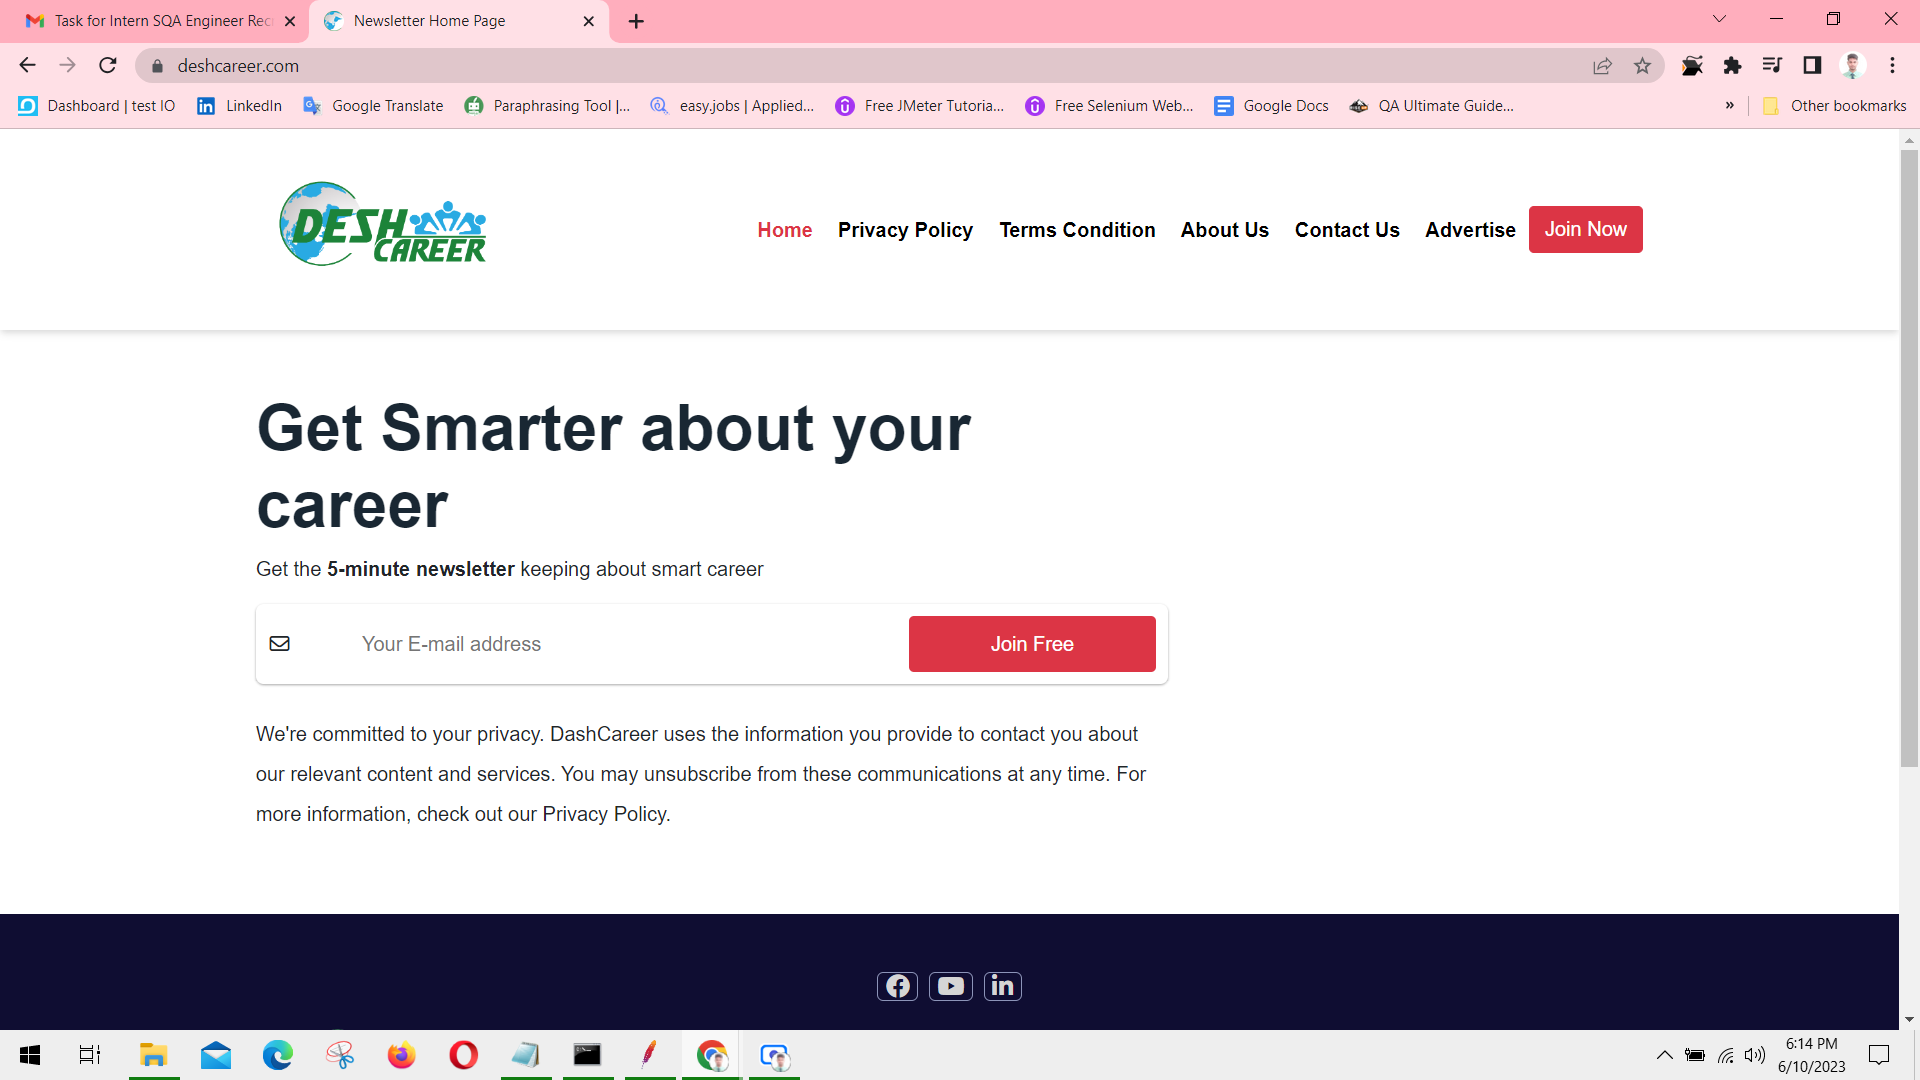 Task for Intern SQA Engineer Rec
Newsletter Home Page
deshcareer.com
Dashboard | test IO
LinkedIn
Google Translate
Paraphrasing Tool |...
easy.jobs | Applied...
Free JMeter Tutoria...
Free Selenium Web...
Google Docs
QA Ultimate Guide...
»
Other bookmarks
DESH
CAREER
Home
Privacy Policy
Terms Condition
About Us
Contact Us
Advertise
Join Now
Get Smarter about your
career
Get the 5-minute newsletter keeping about smart career
Your E-mail address
Join Free
We're committed to your privacy. DashCareer uses the information you provide to contact you about
our relevant content and services. You may unsubscribe from these communications at any time. For
more information, check out our Privacy Policy.
6:14 PM
6/10/2023